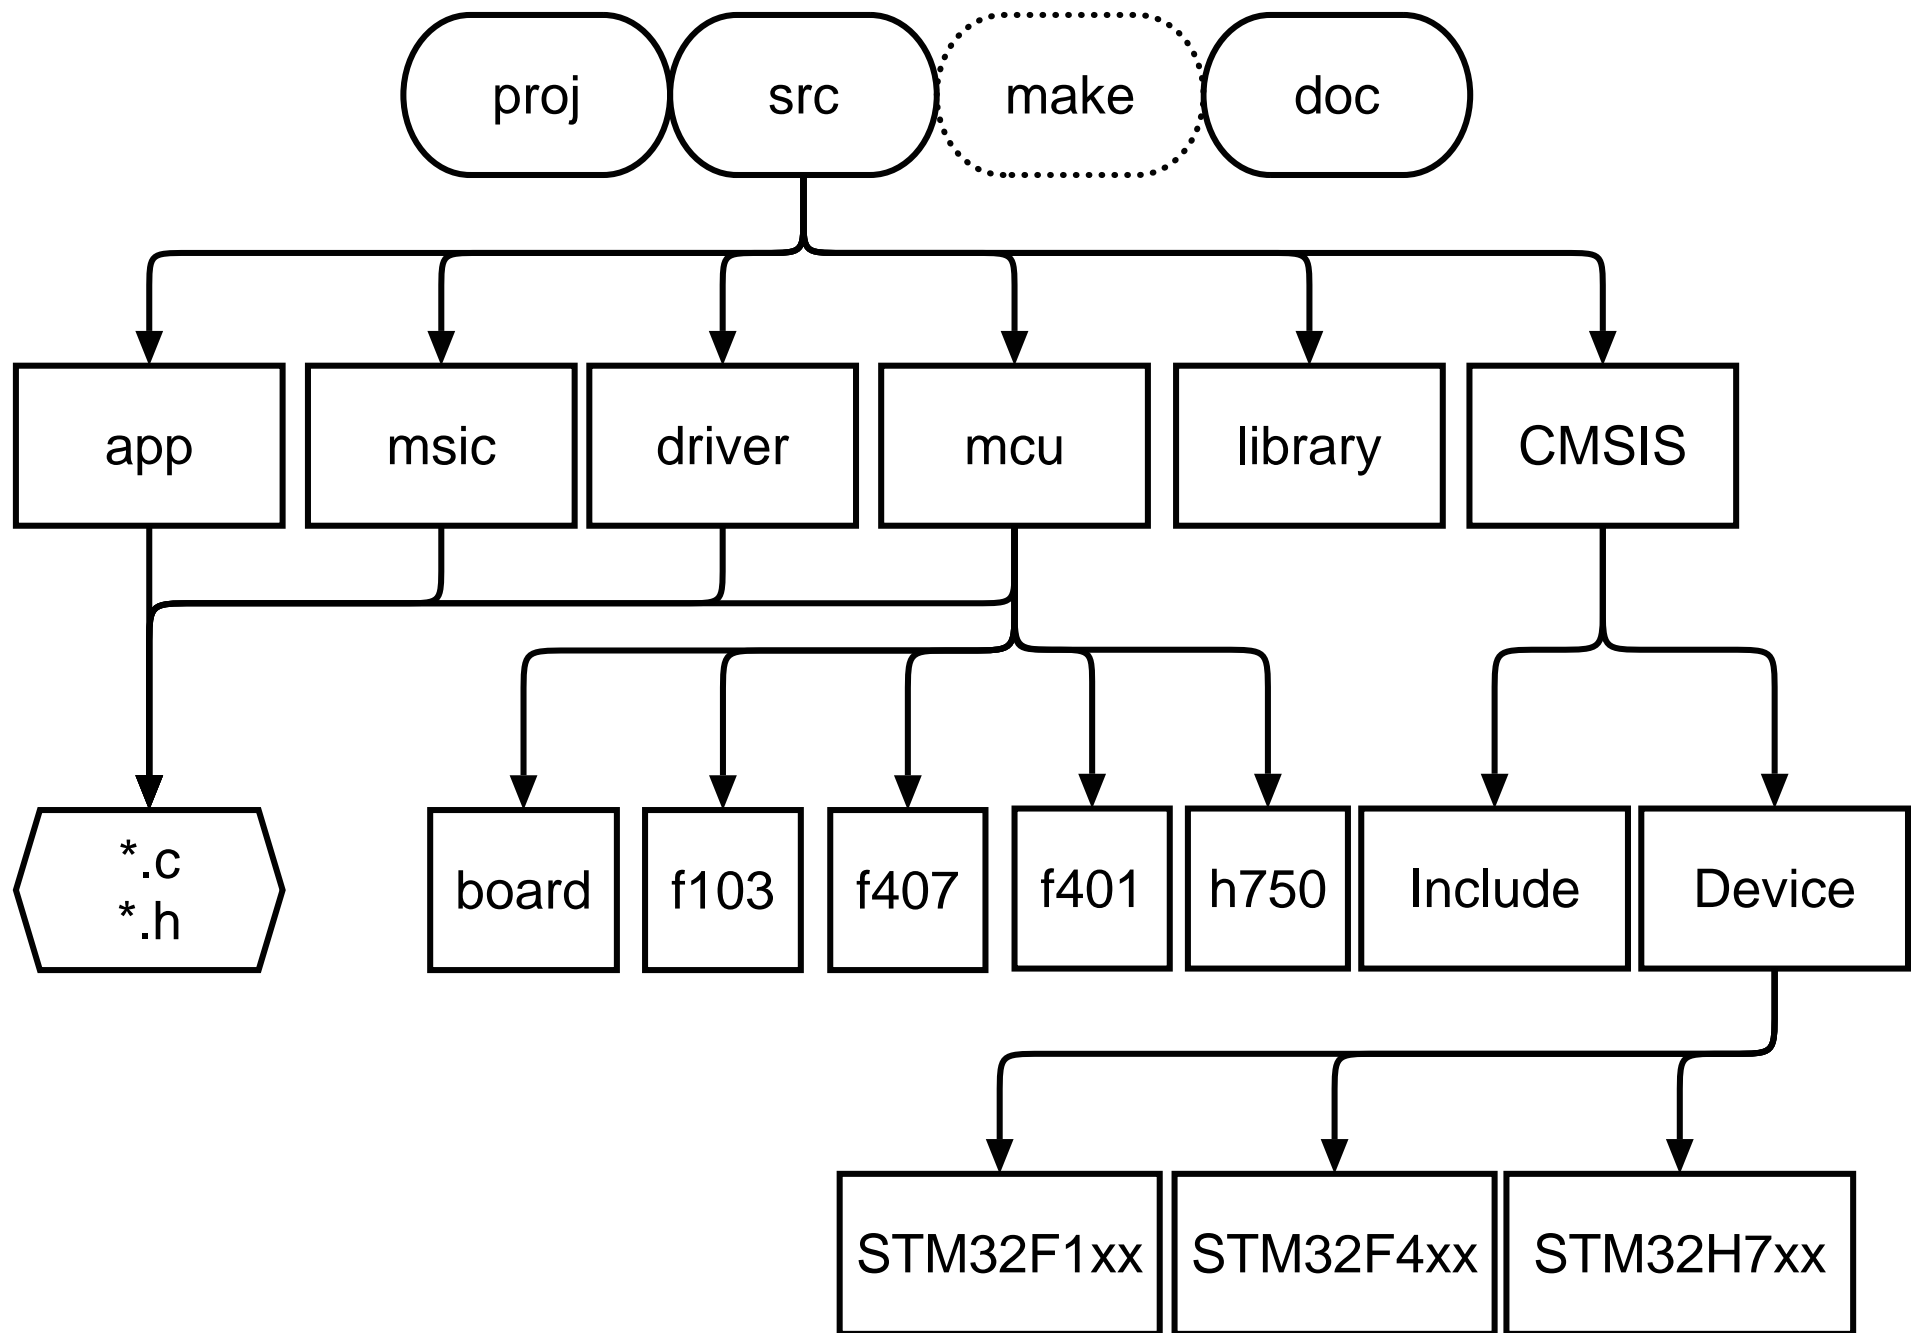 proj
src
make
doc
app
msic
driver
mcu
library
CMSIS
*.c
*.h
board
f103
f407
f401
h750
Include
Device
STM32F1xx
STM32F4xx
STM32H7xx